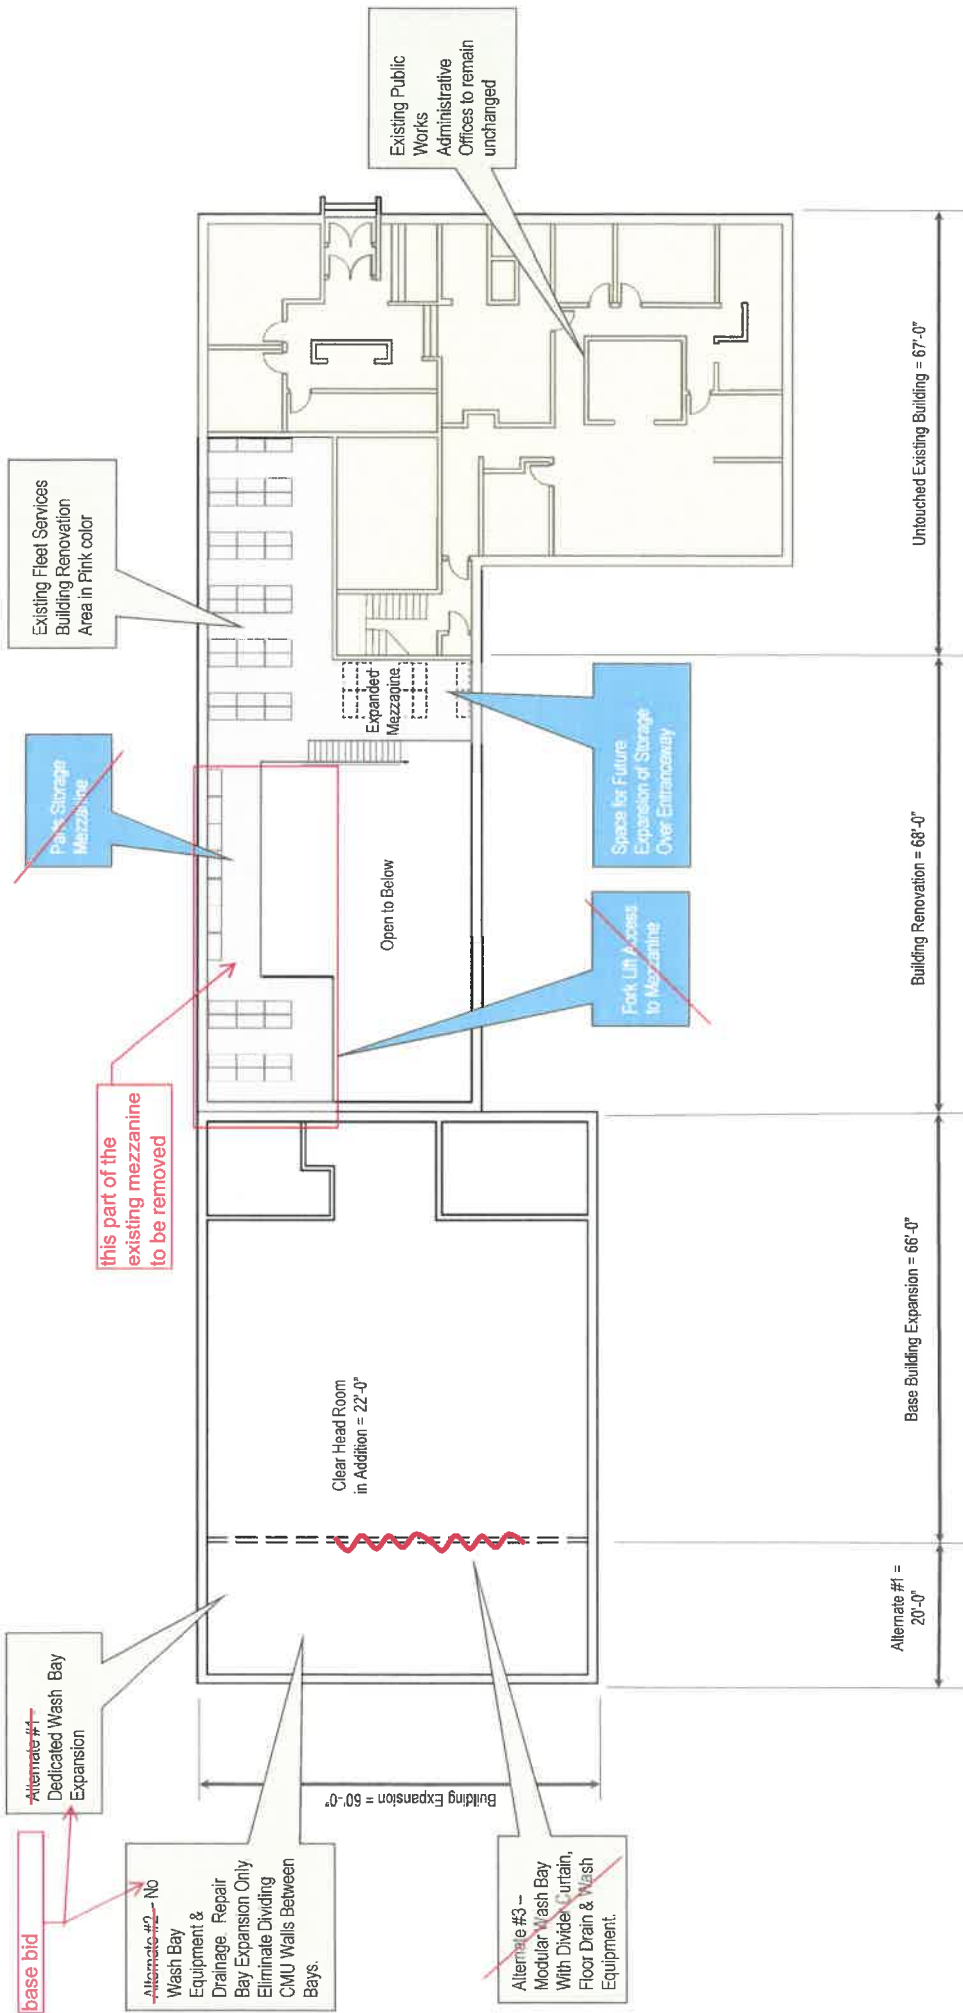 base bid
Alternate #1 -
Dedicated Wash Bay
Expansion
Alternate #2 – No
Wash Bay
Equipment &
Drainage. Repair
Bay Expansion Only
Eliminate Dividing
CMU Walls Between
Bays.
Alternate #3 –
Modular Wash Bay
With Divider Curtain,
Floor Drain & Wash
Equipment.
Building Expansion = 60'-0"
Clear Head Room
in Addition = 22'-0"
this part of the
existing mezzanine
to be removed
Parts Storage
Mezzanine
Existing Fleet Services
Building Renovation
Area in Pink color
Open to Below
Expanded
Mezzanine
Fork Lift Access
to Mezzanine
Space for Future
Expansion of Storage
Over Entranceway
Existing Public
Works
Administrative
Offices to remain
unchanged
Alternate #1 =
20'-0"
Base Building Expansion = 66'-0"
Building Renovation = 68'-0"
Untouched Existing Building = 67'-0"